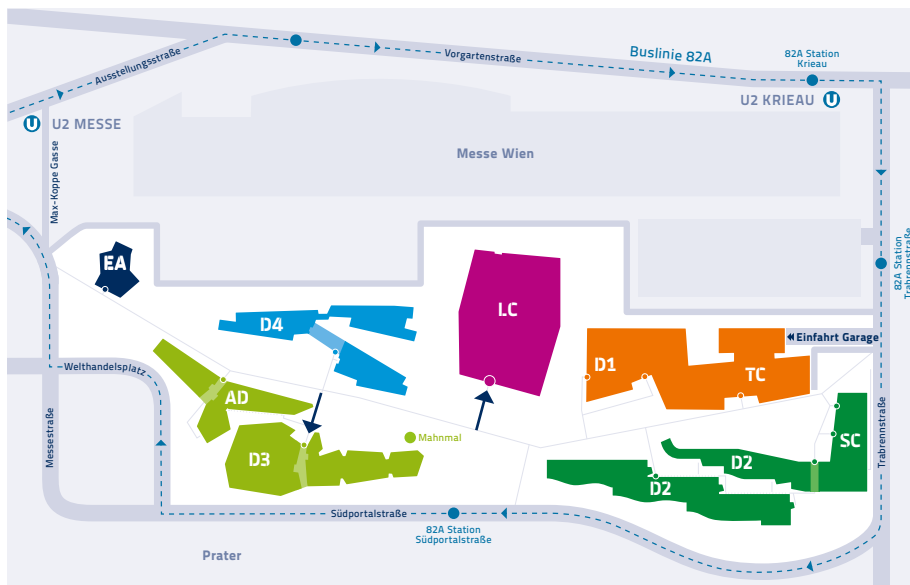 Buslinie 82A
82A Station
Krieau
Vorgartenstraße
Ausstellungsstraße
U2 KRIEAU U
U U2 MESSE
Messe Wien
Max-Koppe Gasse
82A Station
Trabrennstraße
EA
LC
D4
Einfahrt Garage
D1
TC
Welthandelsplatz
AD
Messestraße
Mahnmal
SC
D3
D2
D2
Trabrennstraße
Südportalstraße
82A Station
Südportalstraße
Prater